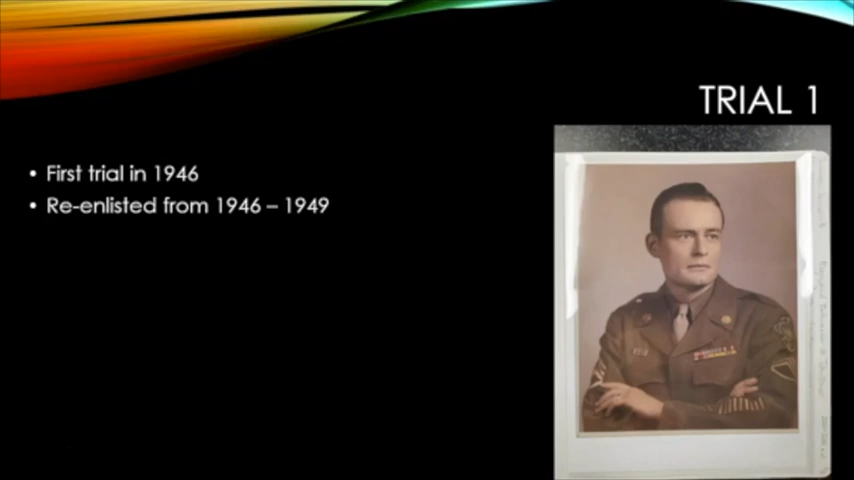 TRIAL 1
• First trial in 1946
• Re-enlisted from 1946 – 1949